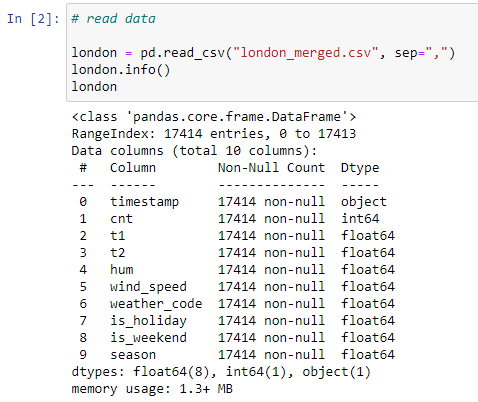 In [2]: # read data
london = pd.read_csv("london_merged.csv", sep=",")
london.info()
london
<class 'pandas.core.frame.DataFrame'>
RangeIndex: 17414 entries, 0 to 17413
Data columns (total 10 columns):
 #   Column        Non-Null Count  Dtype
---  ------        --------------  -----
 0   timestamp     17414 non-null  object
 1   cnt           17414 non-null  int64
 2   t1            17414 non-null  float64
 3   t2            17414 non-null  float64
 4   hum           17414 non-null  float64
 5   wind_speed    17414 non-null  float64
 6   weather_code  17414 non-null  float64
 7   is_holiday    17414 non-null  float64
 8   is_weekend    17414 non-null  float64
 9   season        17414 non-null  float64
dtypes: float64(8), int64(1), object(1)
memory usage: 1.3+ MB